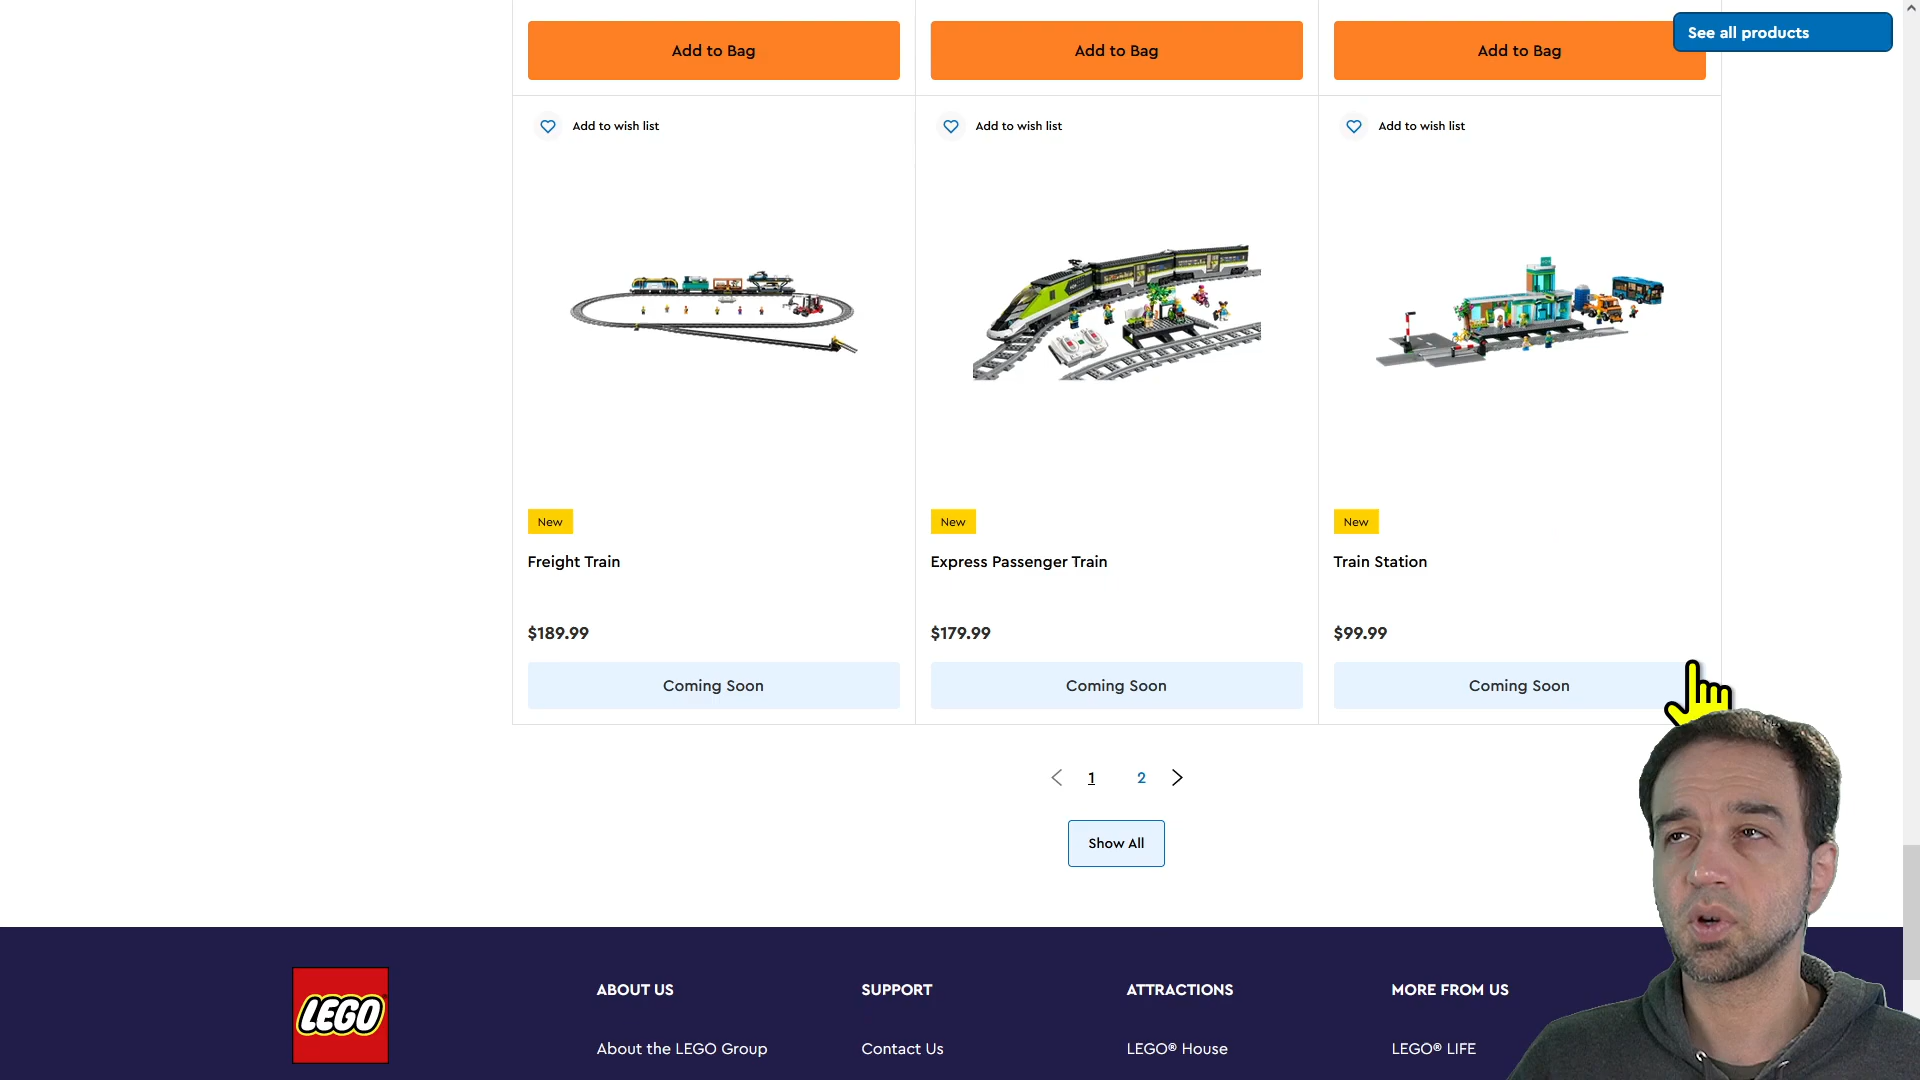 Add to Bag
Add to Bag
Add to Bag
See all products
Add to wish list
Add to wish list
Add to wish list
New
New
New
Freight Train
Express Passenger Train
Train Station
$189.99
$179.99
$99.99
Coming Soon
Coming Soon
Coming Soon
1
2
Show All
LEGO
ABOUT US
SUPPORT
ATTRACTIONS
MORE FROM US
About the LEGO Group
Contact Us
LEGO® House
LEGO® LIFE